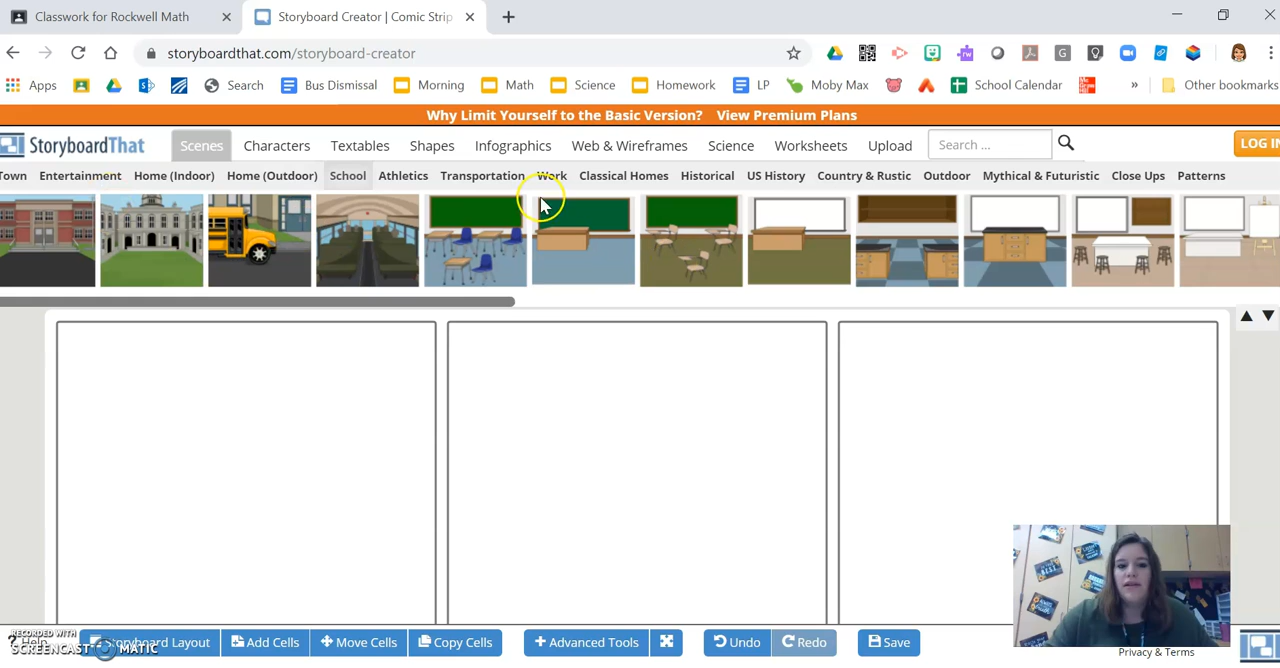 Classwork for Rockwell Math
Storyboard Creator | Comic Strip
storyboardthat.com/storyboard-creator
Apps Search Bus Dismissal Morning Math Science Homework LP Moby Max School Calendar » Other bookmarks
Why Limit Yourself to the Basic Version? View Premium Plans
StoryboardThat Scenes Characters Textables Shapes Infographics Web & Wireframes Science Worksheets Upload Search ... LOG IN
Town Entertainment Home (Indoor) Home (Outdoor) School Athletics Transportation Work Classical Homes Historical US History Country & Rustic Outdoor Mythical & Futuristic Close Ups Patterns
? Help Storyboard Layout Add Cells Move Cells Copy Cells + Advanced Tools Undo Redo Save
RECORDED WITH
SCREENCAST MATIC
Privacy & Terms